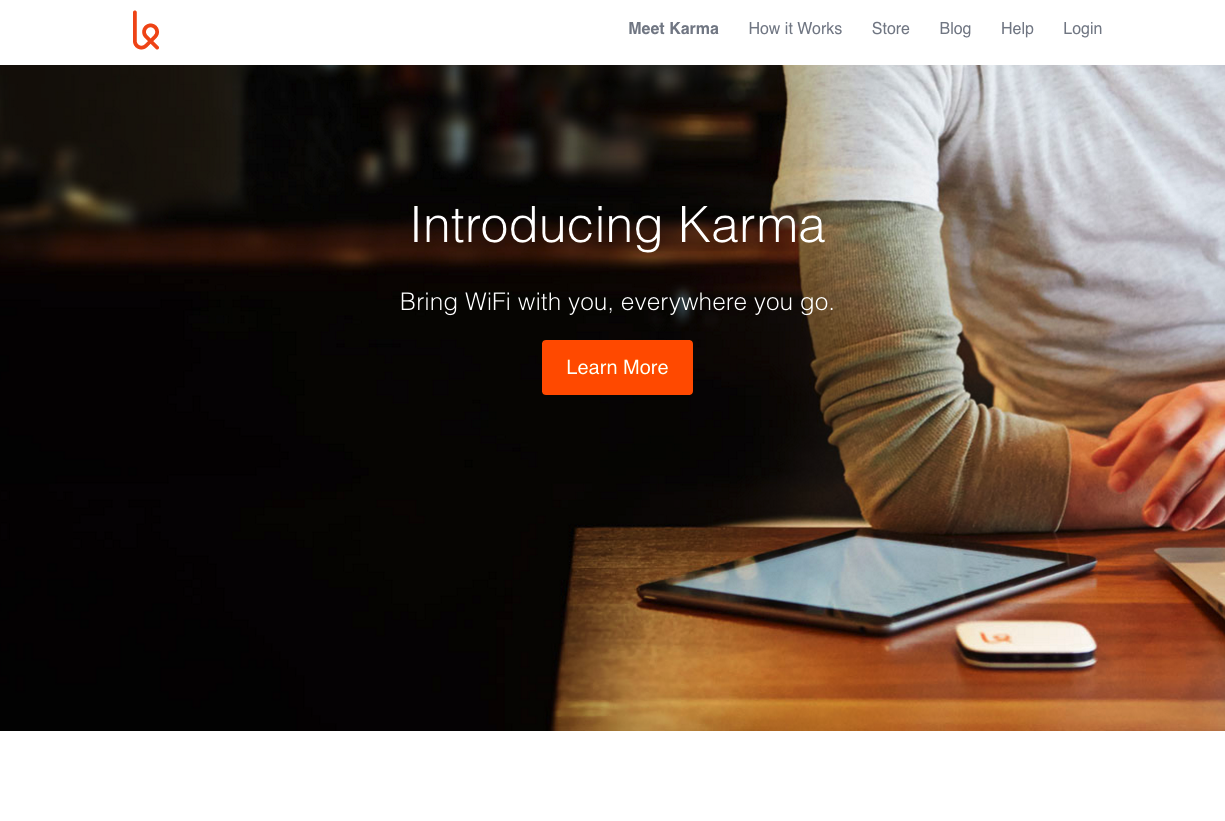 Meet Karma How it Works Store Blog Help Login
Introducing Karma
Bring WiFi with you, everywhere you go.
Learn More